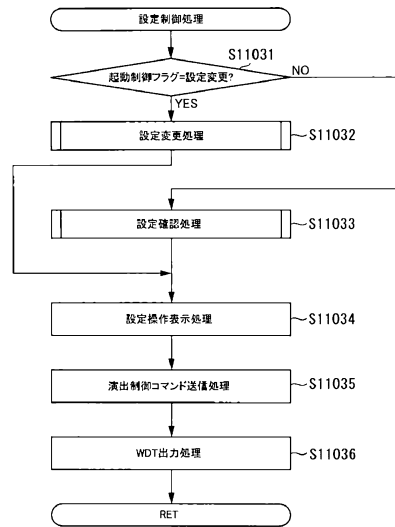 設定制御処理
S11031
起動制御フラグ=設定変更?
NO
YES
設定変更処理
S11032
設定確認処理
S11033
設定操作表示処理
S11034
演出制御コマンド送信処理
S11035
WDT出力処理
S11036
RET